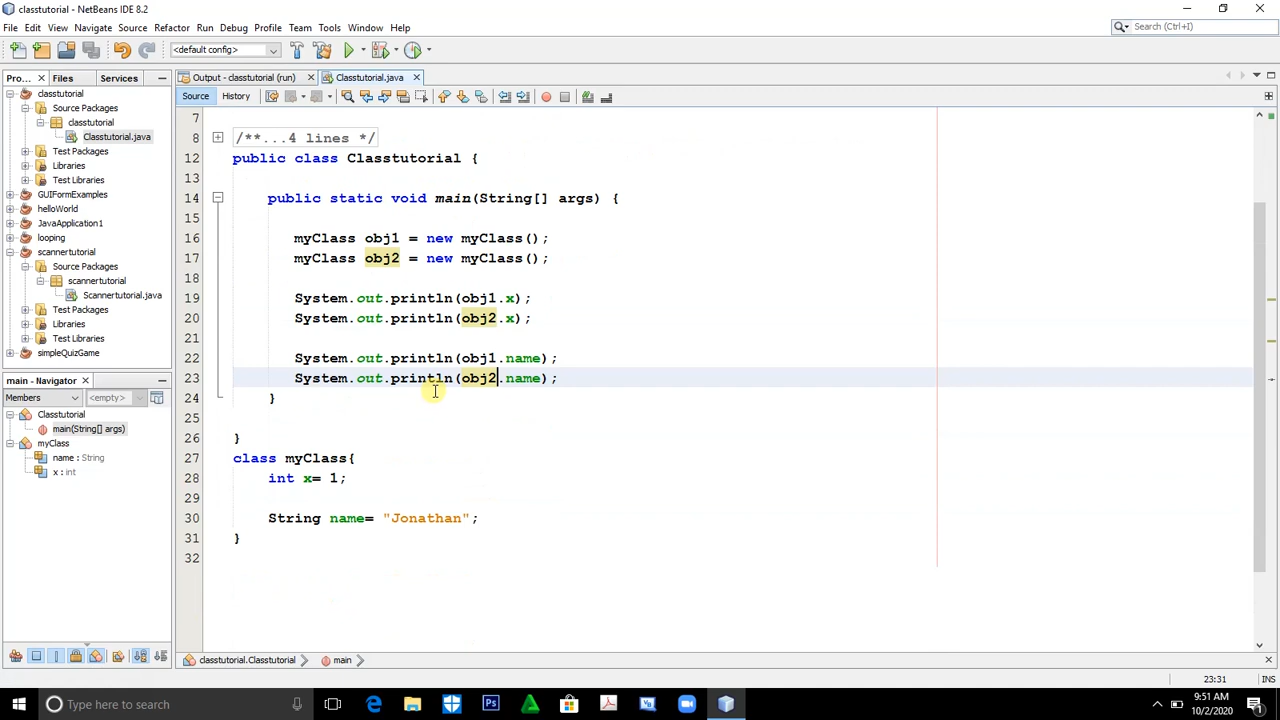 classtutorial - NetBeans IDE 8.2
File Edit View Navigate Source Refactor Run Debug Profile Team Tools Window Help
Search (Ctrl+I)
<default config>
Pro... Files Services
Output - classtutorial (run) Classtutorial.java
Source History
classtutorial
Source Packages
classtutorial
Classtutorial.java
Test Packages
Libraries
Test Libraries
GUIFormExamples
helloWorld
JavaApplication1
looping
scannertutorial
Source Packages
scannertutorial
Scannertutorial.java
Test Packages
Libraries
Test Libraries
simpleQuizGame
main - Navigator
Members <empty>
Classtutorial
main(String[] args)
myClass
name : String
x : int
7
8 /**...4 lines */
12 public class Classtutorial {
13
14 public static void main(String[] args) {
15
16 myClass obj1 = new myClass();
17 myClass obj2 = new myClass();
18
19 System.out.println(obj1.x);
20 System.out.println(obj2.x);
21
22 System.out.println(obj1.name);
23 System.out.println(obj2.name);
24 }
25
26 }
27 class myClass{
28 int x= 1;
29
30 String name= "Jonathan";
31 }
32
classtutorial.Classtutorial main
23:31 INS
Type here to search
Ps
9:51 AM
10/2/2020